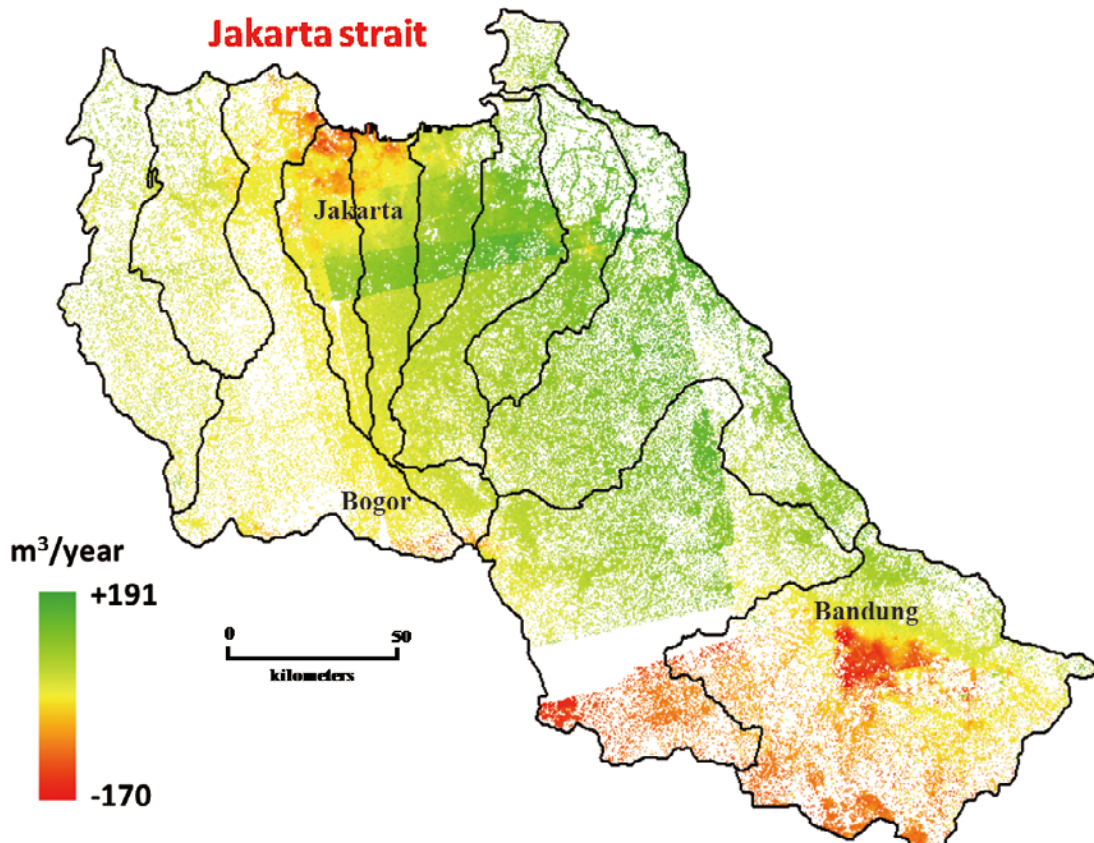 Jakarta strait
Jakarta
Bogor
m³/year
+191
-170
0 50
kilometers
Bandung